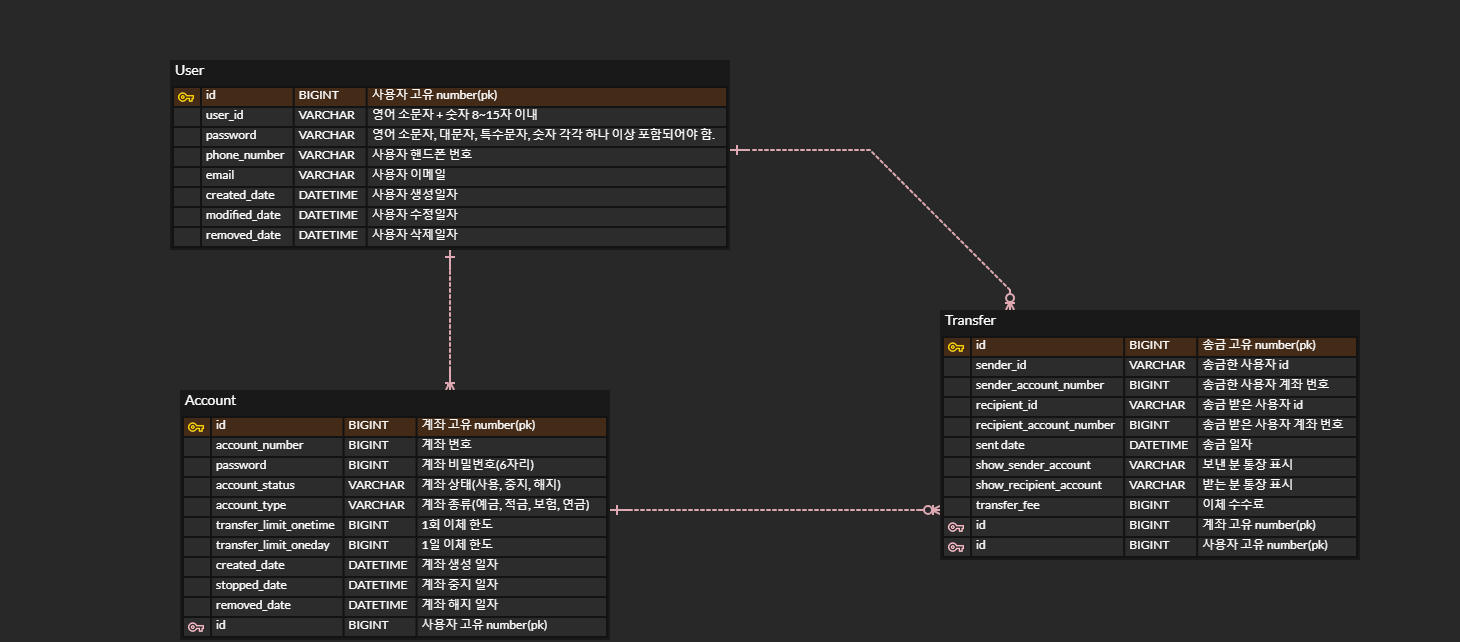 User
id BIGINT 사용자 고유 number(pk)
user_id VARCHAR 영어 소문자 + 숫자 8~15자 이내
password VARCHAR 영어 소문자, 대문자, 특수문자, 숫자 각각 하나 이상 포함되어야 함.
phone_number VARCHAR 사용자 핸드폰 번호
email VARCHAR 사용자 이메일
created_date DATETIME 사용자 생성일자
modified_date DATETIME 사용자 수정일자
removed_date DATETIME 사용자 삭제일자
Transfer
id BIGINT 송금 고유 number(pk)
sender_id VARCHAR 송금한 사용자 id
sender_account_number BIGINT 송금한 사용자 계좌 번호
recipient_id VARCHAR 송금 받은 사용자 id
recipient_account_number BIGINT 송금 받은 사용자 계좌 번호
sent date DATETIME 송금 일자
show_sender_account VARCHAR 보낸 분 통장 표시
show_recipient_account VARCHAR 받는 분 통장 표시
transfer_fee BIGINT 이체 수수료
id BIGINT 계좌 고유 number(pk)
id BIGINT 사용자 고유 number(pk)
Account
id BIGINT 계좌 고유 number(pk)
account_number BIGINT 계좌 번호
password BIGINT 계좌 비밀번호(6자리)
account_status VARCHAR 계좌 상태(사용, 중지, 해지)
account_type VARCHAR 계좌 종류(예금, 적금, 보험, 연금)
transfer_limit_onetime BIGINT 1회 이체 한도
transfer_limit_oneday BIGINT 1일 이체 한도
created_date DATETIME 계좌 생성 일자
stopped_date DATETIME 계좌 중지 일자
removed_date DATETIME 계좌 해지 일자
id BIGINT 사용자 고유 number(pk)